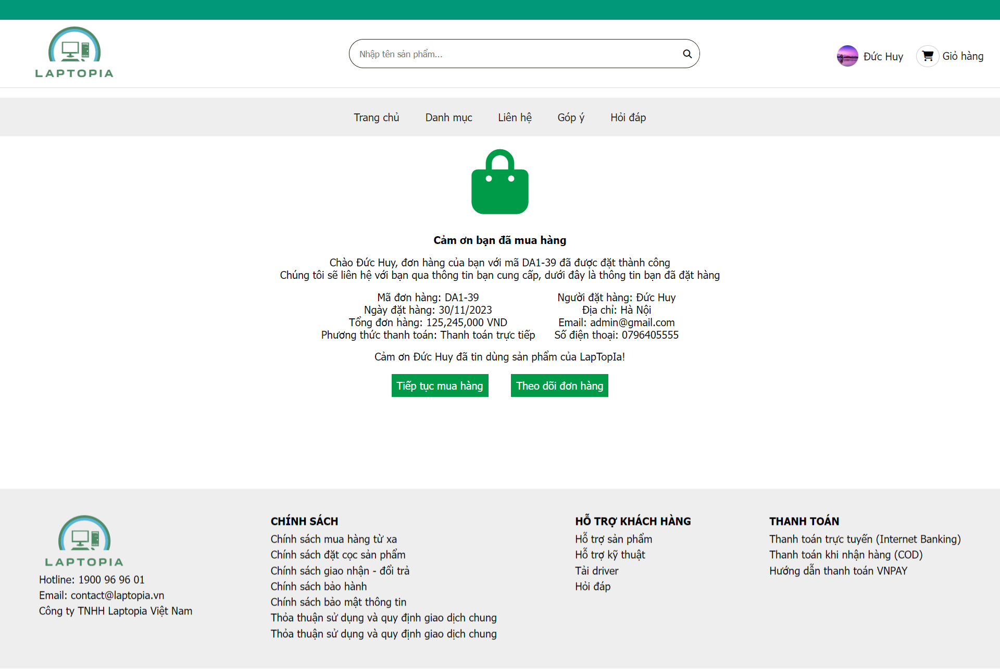 LAPTOPIA
Nhập tên sản phẩm...
Đức Huy
Giỏ hàng
Trang chủ
Danh mục
Liên hệ
Góp ý
Hỏi đáp
Cảm ơn bạn đã mua hàng
Chào Đức Huy, đơn hàng của bạn với mã DA1-39 đã được đặt thành công
Chúng tôi sẽ liên hệ với bạn qua thông tin bạn cung cấp, dưới đây là thông tin bạn đã đặt hàng
Mã đơn hàng: DA1-39
Ngày đặt hàng: 30/11/2023
Tổng đơn hàng: 125,245,000 VND
Phương thức thanh toán: Thanh toán trực tiếp
Người đặt hàng: Đức Huy
Địa chỉ: Hà Nội
Email: admin@gmail.com
Số điện thoại: 0796405555
Cảm ơn Đức Huy đã tin dùng sản phẩm của LapTopIa!
Tiếp tục mua hàng
Theo dõi đơn hàng
LAPTOPIA
Hotline: 1900 96 96 01
Email: contact@laptopia.vn
Công ty TNHH Laptopia Việt Nam
CHÍNH SÁCH
Chính sách mua hàng từ xa
Chính sách đặt cọc sản phẩm
Chính sách giao nhận - đổi trả
Chính sách bảo hành
Chính sách bảo mật thông tin
Thỏa thuận sử dụng và quy định giao dịch chung
Thỏa thuận sử dụng và quy định giao dịch chung
HỖ TRỢ KHÁCH HÀNG
Hỗ trợ sản phẩm
Hỗ trợ kỹ thuật
Tải driver
Hỏi đáp
THANH TOÁN
Thanh toán trực tuyến (Internet Banking)
Thanh toán khi nhận hàng (COD)
Hướng dẫn thanh toán VNPAY